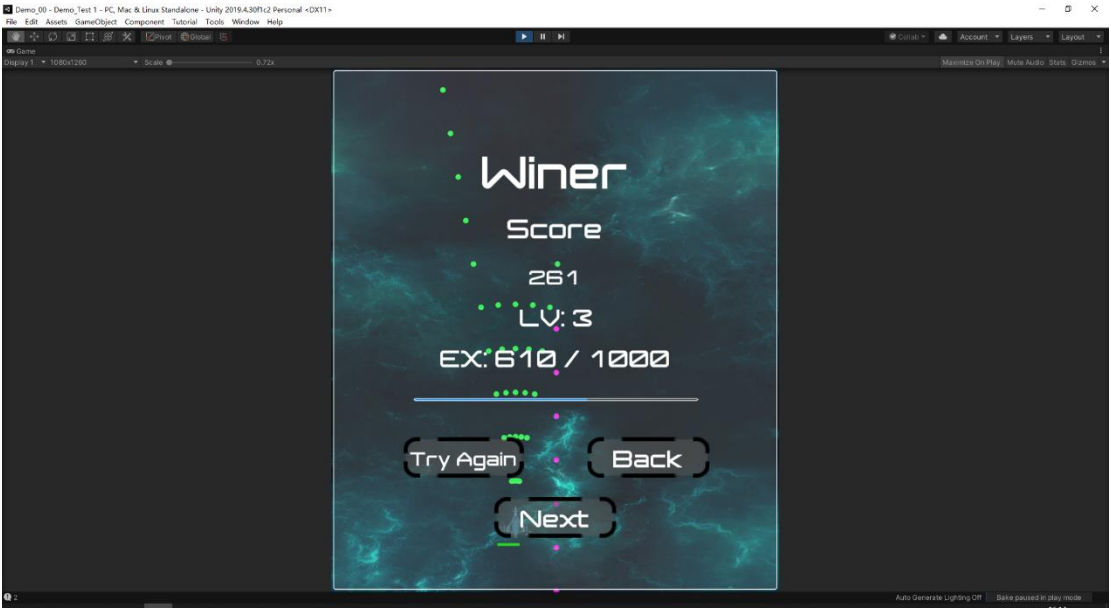 Demo_00 - Demo_Test 1 - PC, Mac & Linux Standalone - Unity 2019.4.30f1c2 Personal <DX11>
File Edit Assets GameObject Component Tutorial Tools Window Help
Pivot Global Collab Account Layers Layout
Game
Display 1 1080x1260 Scale 0.72x Maximize On Play Mute Audio Stats Gizmos
Winer
Score
261
LV: 3
EX: 610 / 1000
Try Again Back
Next
2 Auto Generate Lighting Off Bake paused in play mode